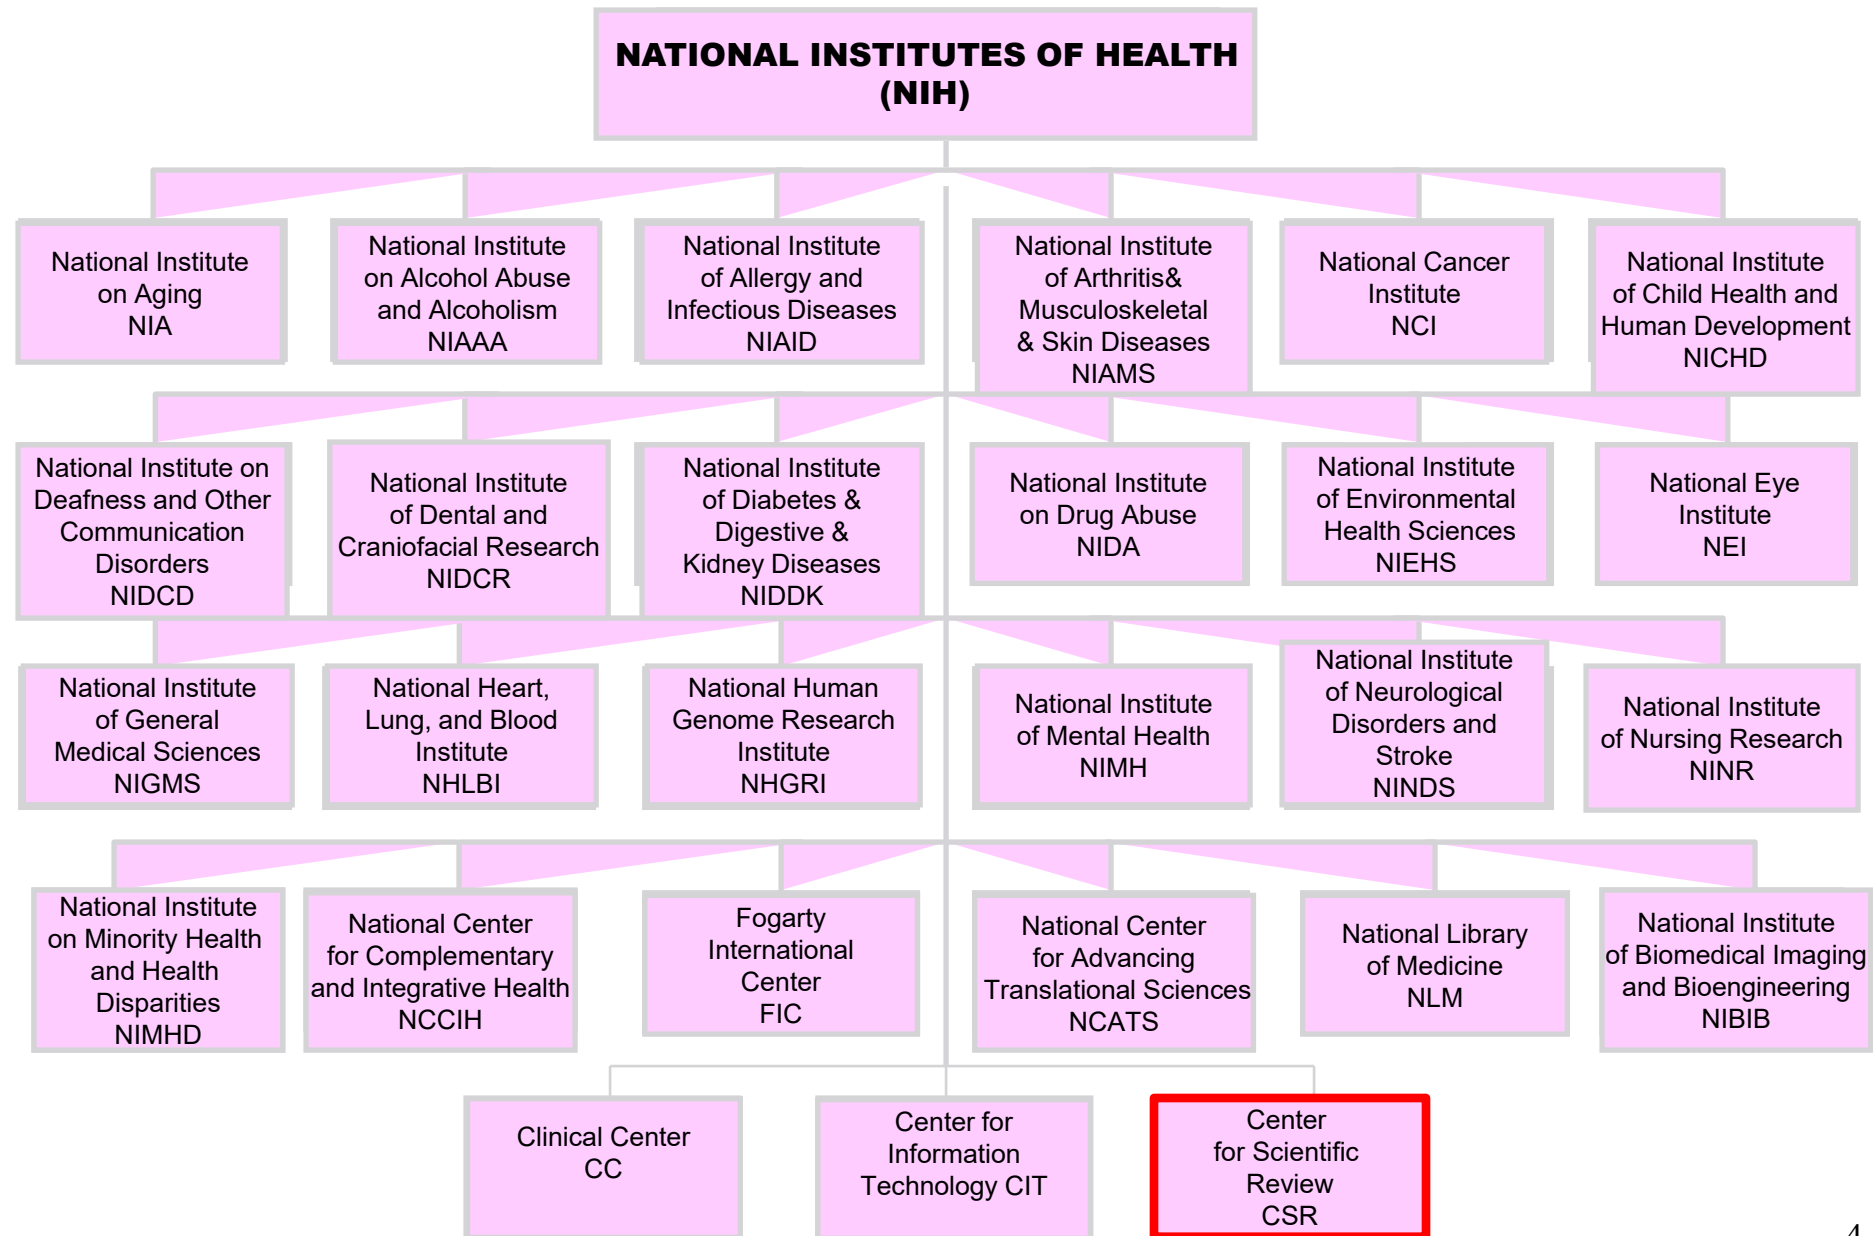 NATIONAL INSTITUTES OF HEALTH
(NIH)
National Institute
on Aging
NIA
National Institute
on Alcohol Abuse
and Alcoholism
NIAAA
National Institute
of Allergy and
Infectious Diseases
NIAID
National Institute
of Arthritis&
Musculoskeletal
& Skin Diseases
NIAMS
National Cancer
Institute
NCI
National Institute
of Child Health and
Human Development
NICHD
National Institute on
Deafness and Other
Communication
Disorders
NIDCD
National Institute
of Dental and
Craniofacial Research
NIDCR
National Institute
of Diabetes &
Digestive &
Kidney Diseases
NIDDK
National Institute
on Drug Abuse
NIDA
National Institute
of Environmental
Health Sciences
NIEHS
National Eye
Institute
NEI
National Institute
of General
Medical Sciences
NIGMS
National Heart,
Lung, and Blood
Institute
NHLBI
National Human
Genome Research
Institute
NHGRI
National Institute
of Mental Health
NIMH
National Institute
of Neurological
Disorders and
Stroke
NINDS
National Institute
of Nursing Research
NINR
National Institute
on Minority Health
and Health
Disparities
NIMHD
National Center
for Complementary
and Integrative Health
NCCIH
Fogarty
International
Center
FIC
National Center
for Advancing
Translational Sciences
NCATS
National Library
of Medicine
NLM
National Institute
of Biomedical Imaging
and Bioengineering
NIBIB
Clinical Center
CC
Center for
Information
Technology CIT
Center
for Scientific
Review
CSR
4